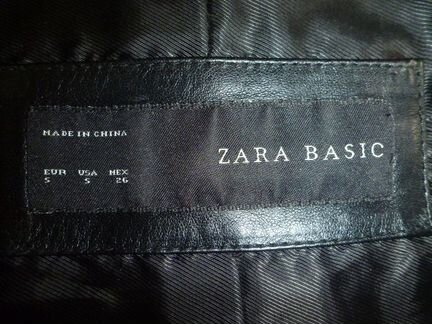 MADE IN CHINA
ZARA BASIC
EUR USA MEX
S S 26